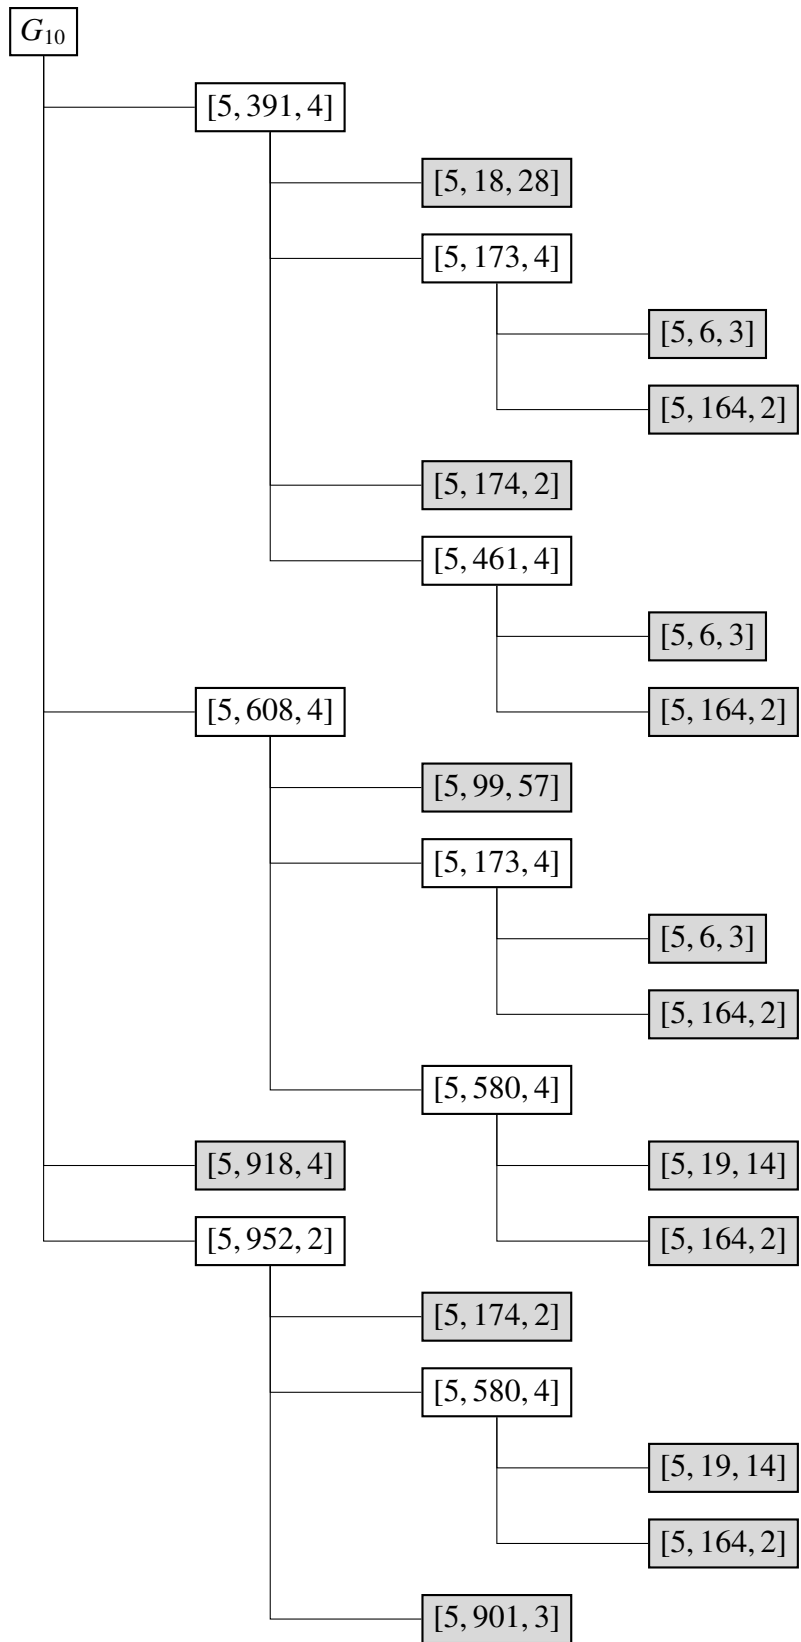 G10
[5, 391, 4]
[5, 18, 28]
[5, 173, 4]
[5, 6, 3]
[5, 164, 2]
[5, 174, 2]
[5, 461, 4]
[5, 6, 3]
[5, 164, 2]
[5, 608, 4]
[5, 99, 57]
[5, 173, 4]
[5, 6, 3]
[5, 164, 2]
[5, 580, 4]
[5, 918, 4]
[5, 19, 14]
[5, 952, 2]
[5, 164, 2]
[5, 174, 2]
[5, 580, 4]
[5, 19, 14]
[5, 164, 2]
[5, 901, 3]